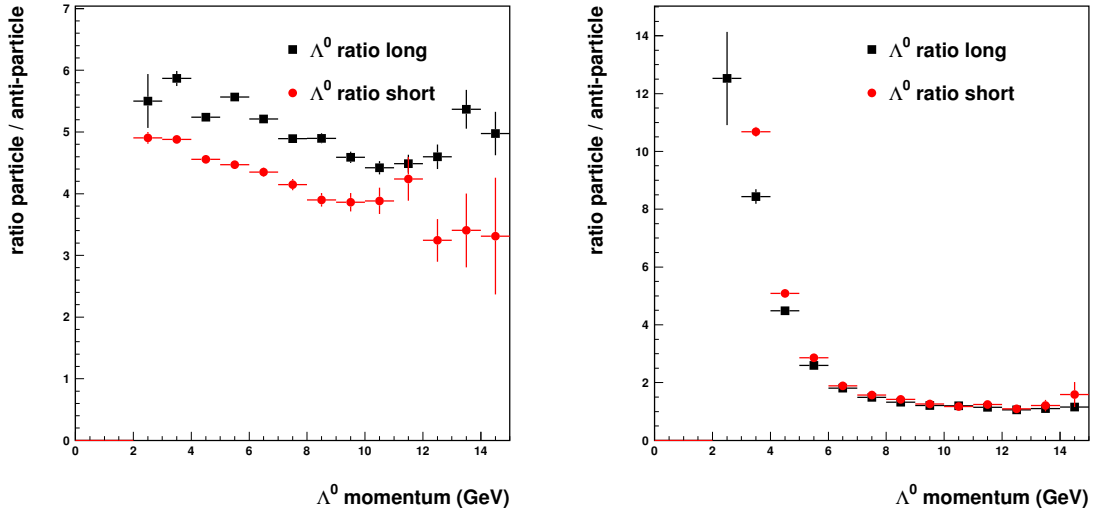 ratio particle / anti-particle
7
6
5
4
3
2
1
0
Λ⁰ ratio long
Λ⁰ ratio short
0 2 4 6 8 10 12 14
Λ⁰ momentum (GeV)
ratio particle / anti-particle
14
12
10
8
6
4
2
0
Λ⁰ ratio long
Λ⁰ ratio short
0 2 4 6 8 10 12 14
Λ⁰ momentum (GeV)